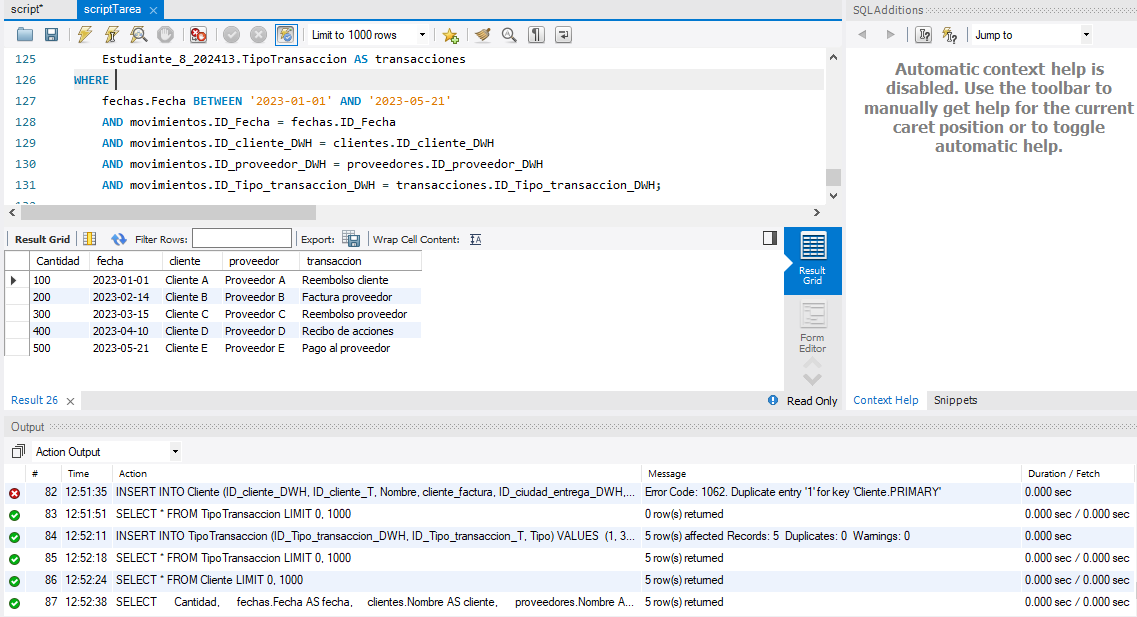 script*
scriptTarea
SQLAdditions
Limit to 1000 rows
Jump to
125 Estudiante_8_202413.TipoTransaccion AS transacciones
126 WHERE
127 fechas.Fecha BETWEEN '2023-01-01' AND '2023-05-21'
128 AND movimientos.ID_Fecha = fechas.ID_Fecha
129 AND movimientos.ID_cliente_DWH = clientes.ID_cliente_DWH
130 AND movimientos.ID_proveedor_DWH = proveedores.ID_proveedor_DWH
131 AND movimientos.ID_Tipo_transaccion_DWH = transacciones.ID_Tipo_transaccion_DWH;
Automatic context help is
disabled. Use the toolbar to
manually get help for the current
caret position or to toggle
automatic help.
Result Grid Filter Rows: Export: Wrap Cell Content:
Cantidad fecha cliente proveedor transaccion
100 2023-01-01 Cliente A Proveedor A Reembolso cliente
200 2023-02-14 Cliente B Proveedor B Factura proveedor
300 2023-03-15 Cliente C Proveedor C Reembolso proveedor
400 2023-04-10 Cliente D Proveedor D Recibo de acciones
500 2023-05-21 Cliente E Proveedor E Pago al proveedor
Result
Grid
Form
Editor
Result 26
Read Only
Context Help Snippets
Output
Action Output
# Time Action Message Duration / Fetch
82 12:51:35 INSERT INTO Cliente (ID_cliente_DWH, ID_cliente_T, Nombre, cliente_factura, ID_ciudad_entrega_DWH,... Error Code: 1062. Duplicate entry '1' for key 'Cliente.PRIMARY' 0.000 sec
83 12:51:51 SELECT * FROM TipoTransaccion LIMIT 0, 1000 0 row(s) returned 0.000 sec / 0.000 sec
84 12:52:11 INSERT INTO TipoTransaccion (ID_Tipo_transaccion_DWH, ID_Tipo_transaccion_T, Tipo) VALUES (1, 3... 5 row(s) affected Records: 5 Duplicates: 0 Warnings: 0 0.000 sec
85 12:52:18 SELECT * FROM TipoTransaccion LIMIT 0, 1000 5 row(s) returned 0.000 sec / 0.000 sec
86 12:52:24 SELECT * FROM Cliente LIMIT 0, 1000 5 row(s) returned 0.000 sec / 0.000 sec
87 12:52:38 SELECT Cantidad, fechas.Fecha AS fecha, clientes.Nombre AS cliente, proveedores.Nombre A... 5 row(s) returned 0.000 sec / 0.000 sec